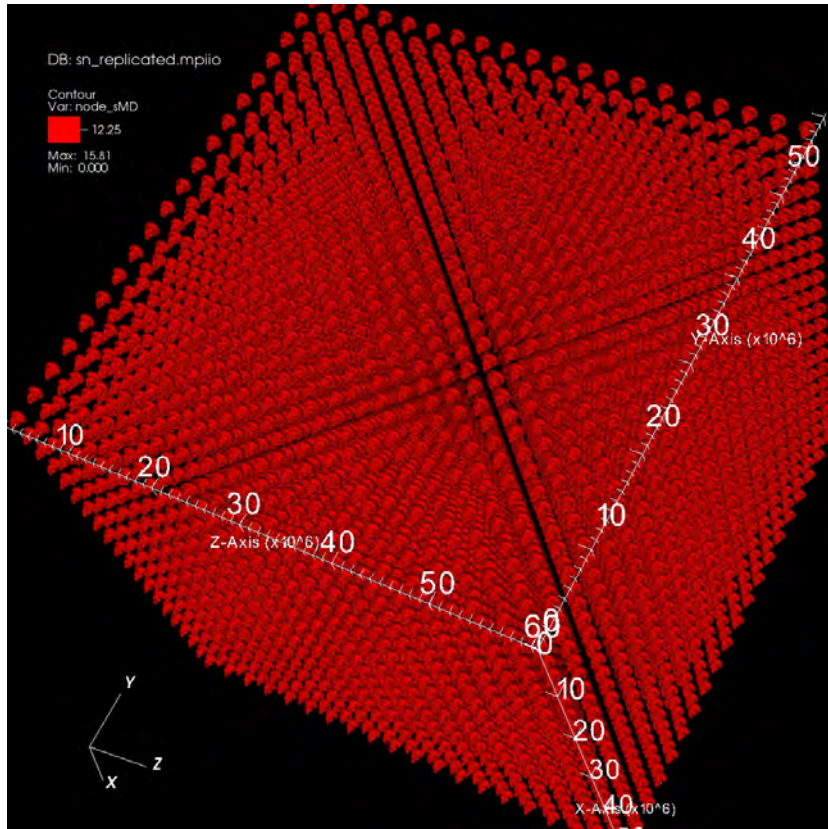 DB: sn_replicated.mpiio
Contour
Var: node_sMD
12.25
Max: 15.81
Min: 0.000
50
40
30
Y-Axis (x10^6)
20
10
0
10
20
30
Z-Axis (x10^6)
40
50
60
0
10
20
30
40
X-Axis (x10^6)
Y
Z
X